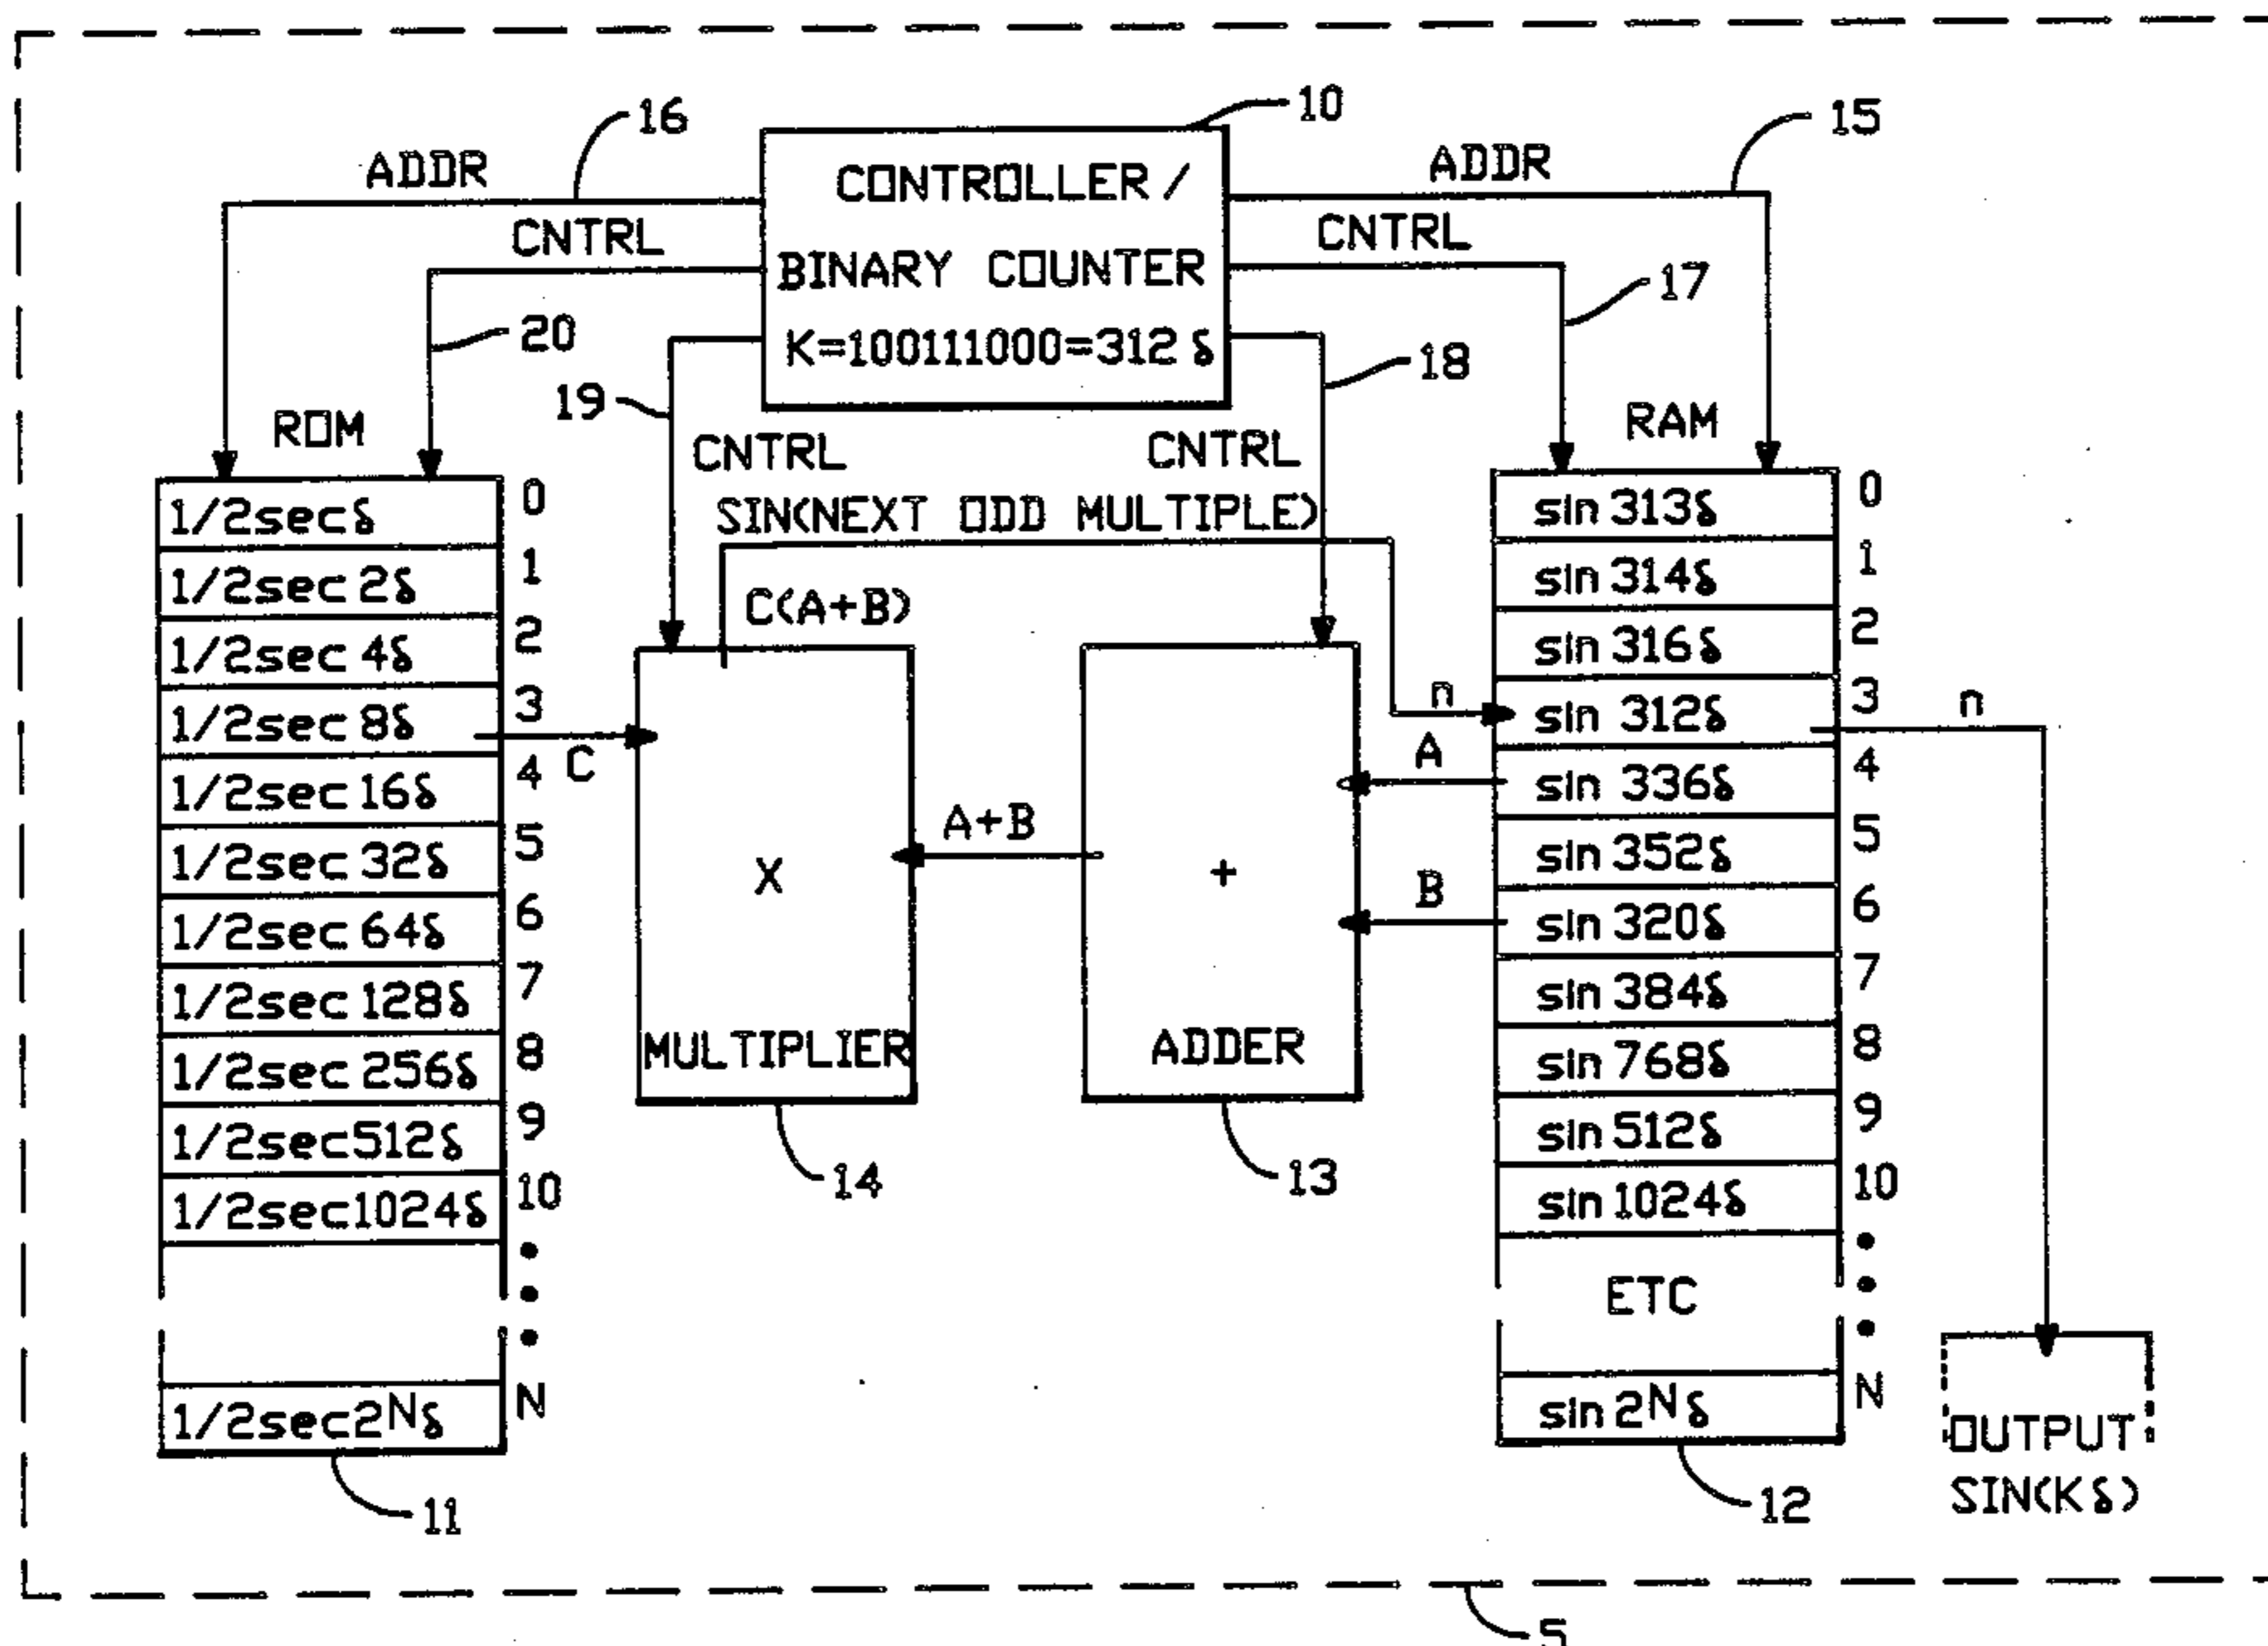 16
10
15
ADDR
CONTROLLER /
ADDR
CNTRL
CNTRL
BINARY COUNTER
17
20
K=100111000=312 δ
18
19
ROM
RAM
CNTRL
CNTRL
SIN(NEXT ODD MULTIPLE)
C(A+B)
1/2sec δ 0
1/2sec 2δ 1
1/2sec 4δ 2
1/2sec 8δ 3
1/2sec 16δ 4
1/2sec 32δ 5
1/2sec 64δ 6
1/2sec 128δ 7
1/2sec 256δ 8
1/2sec512δ 9
1/2sec1024δ 10
1/2sec2^Nδ N
C
X
MULTIPLIER
14
A+B
+
ADDER
13
n
A
B
sin 313δ 0
sin 314δ 1
sin 316δ 2
sin 312δ 3
sin 336δ 4
sin 352δ 5
sin 320δ 6
sin 384δ 7
sin 768δ 8
sin 512δ 9
sin 1024δ 10
ETC
sin 2^N δ N
n
OUTPUT
SIN(Kδ)
11
12
5